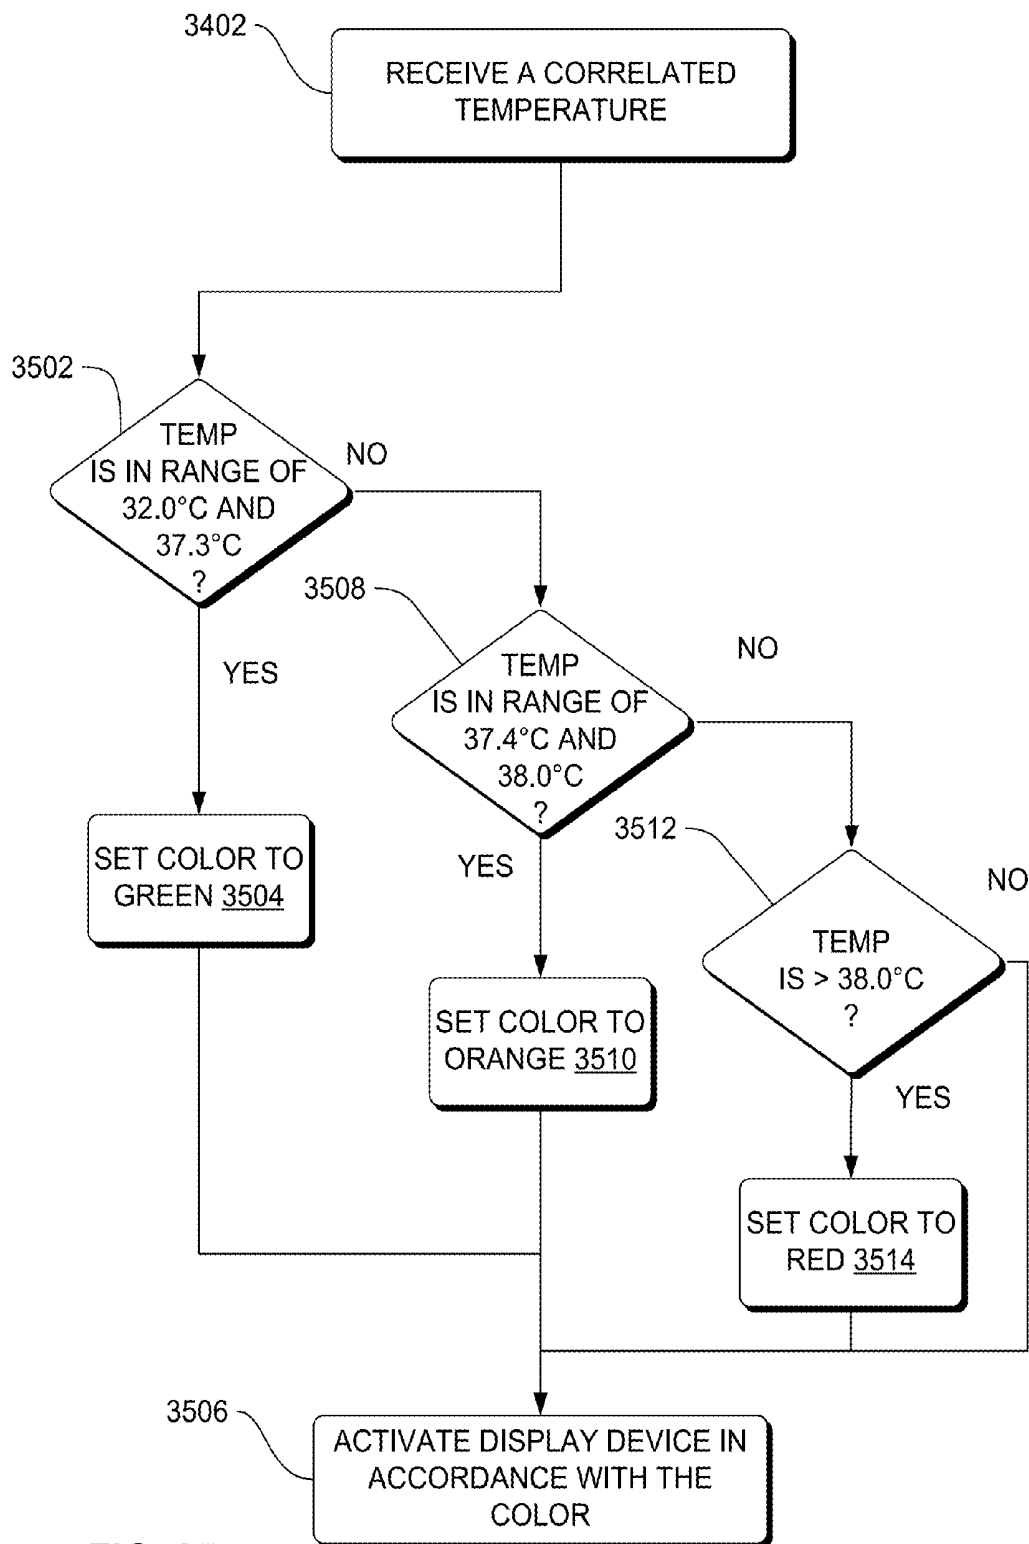 3402
RECEIVE A CORRELATED
TEMPERATURE
3502
TEMP
IS IN RANGE OF
32.0°C AND
37.3°C
?
NO
YES
3508
TEMP
IS IN RANGE OF
37.4°C AND
38.0°C
?
NO
YES
SET COLOR TO
GREEN 3504
3512
TEMP
IS > 38.0°C
?
NO
YES
SET COLOR TO
ORANGE 3510
SET COLOR TO
RED 3514
3506
ACTIVATE DISPLAY DEVICE IN
ACCORDANCE WITH THE
COLOR